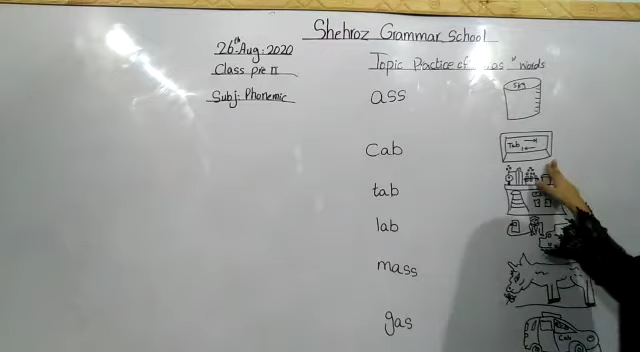 Shehroz Grammar School
26th Aug: 2020
Topic Practice of "as" words
Class pre II
Subj: Phonemic
ass
5kg
Cab
Tab
tab
lab
mass
gas
Cab